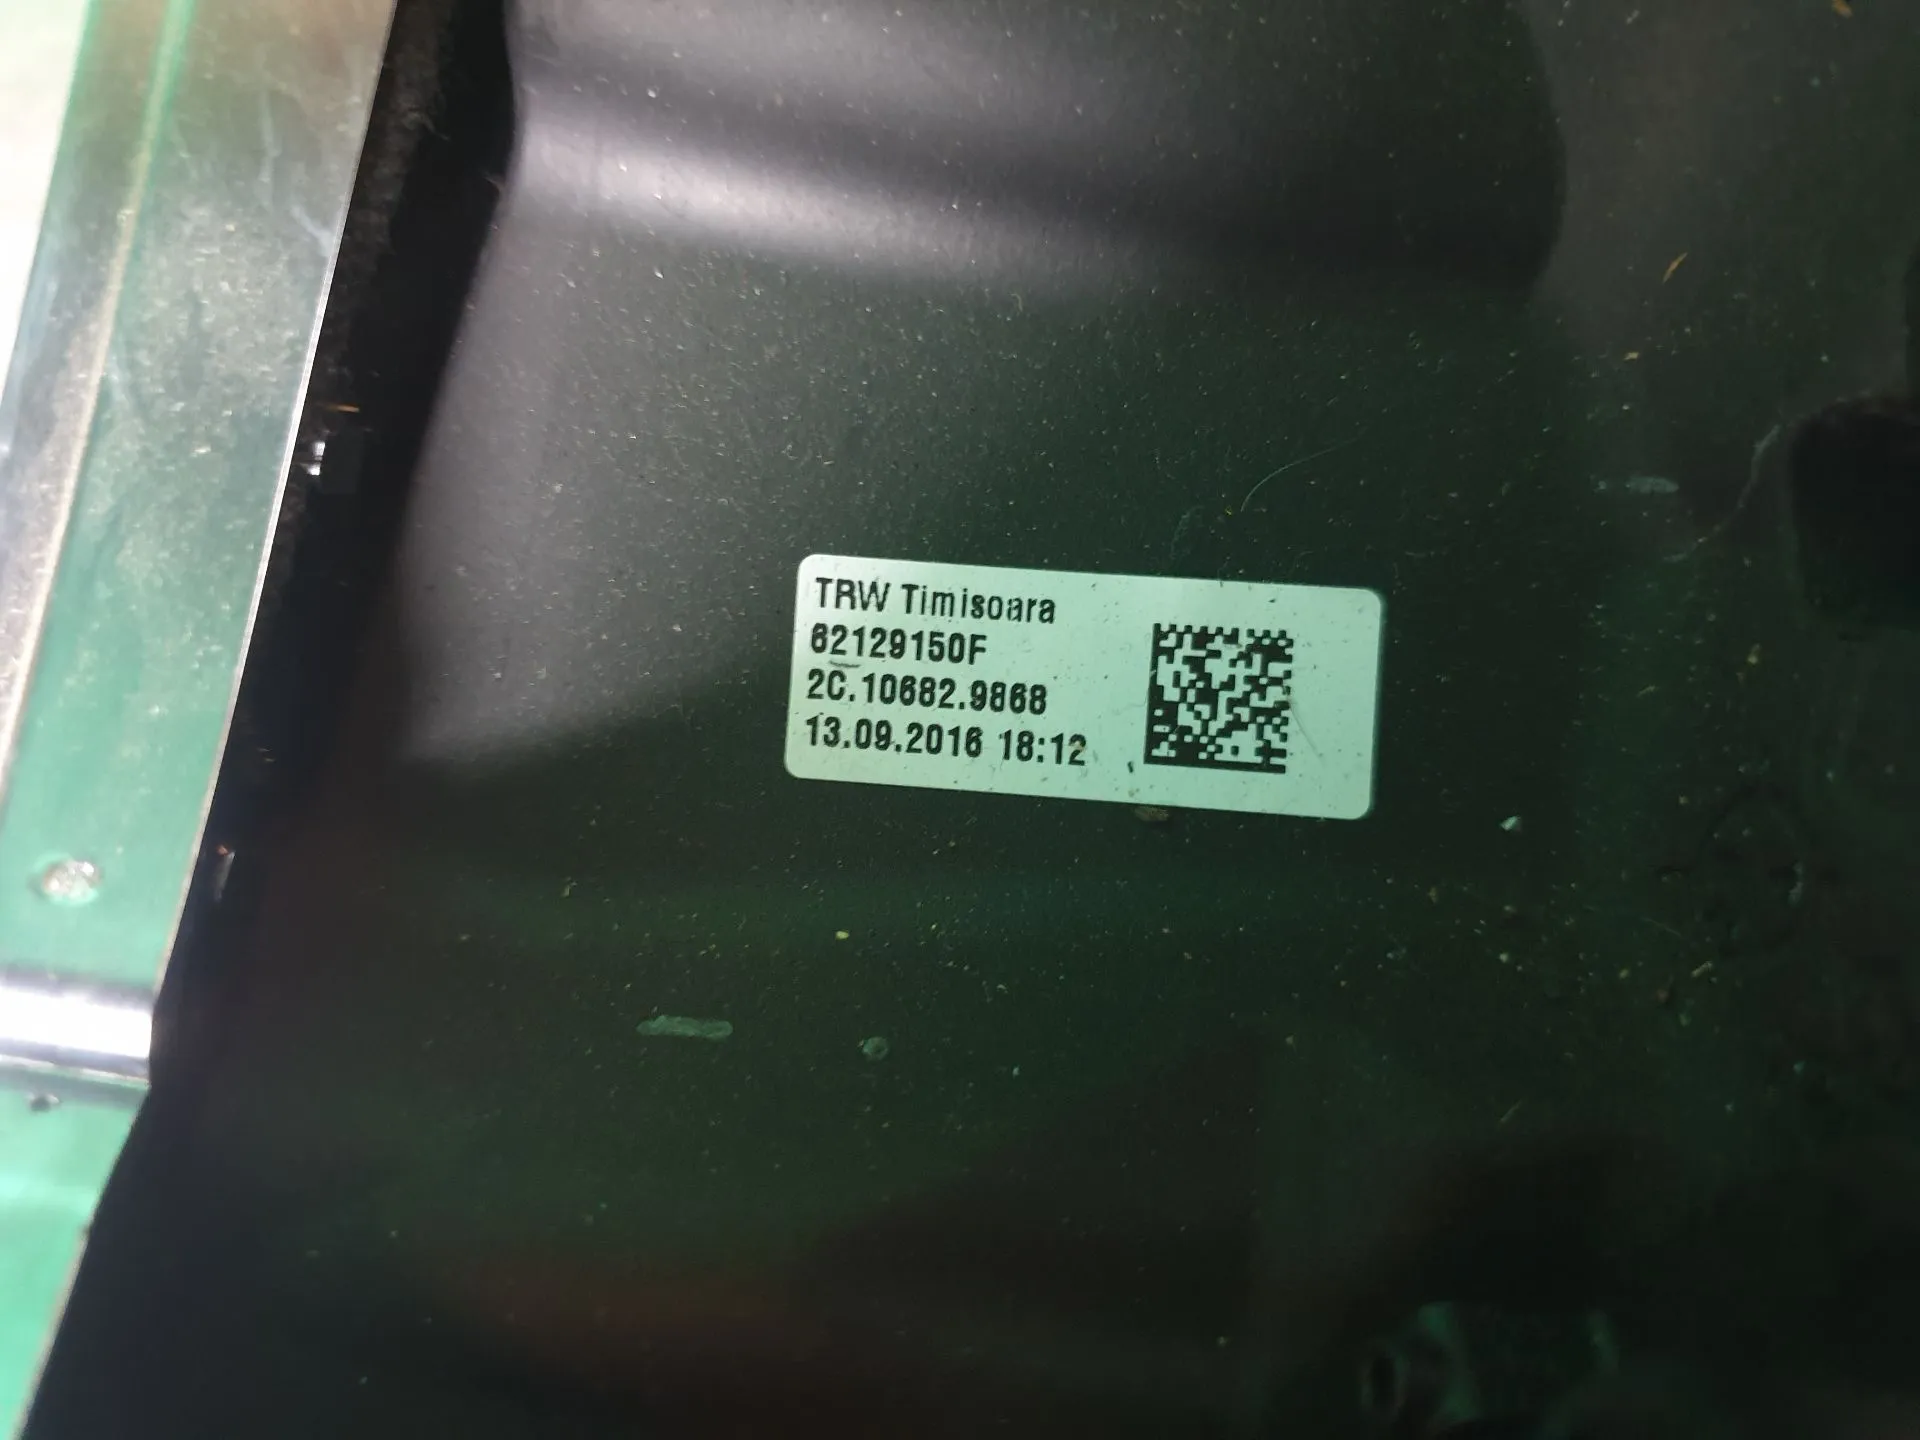 TRW Timisoara
62129150F
2C.10682.9868
13.09.2016 18:12